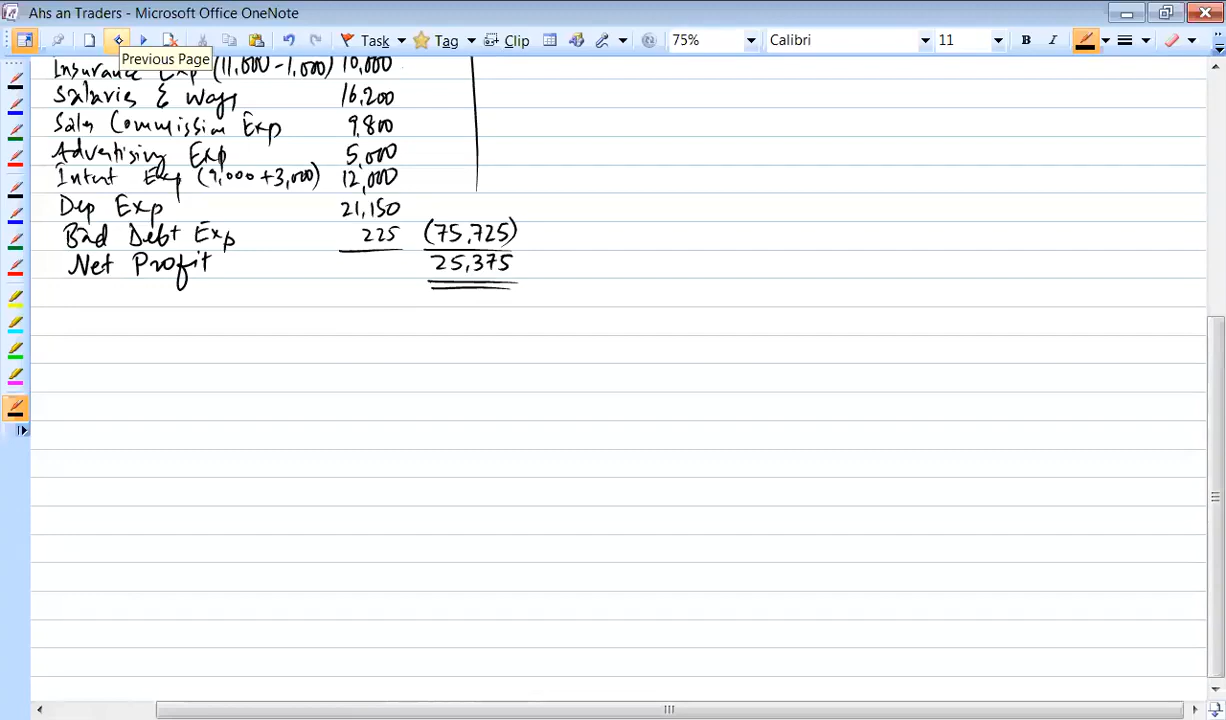 Ahs an Traders - Microsoft Office OneNote
Task Tag Clip 75% Calibri 11 B
Previous Page
Insurance Exp (11,000 - 1,000) 10,000
Salaries & Wags 16,200
Sales Commission Exp 9,800
Advertising Exp 5,000
Intrest Exp (9,000 + 3,000) 12,000
Dep Exp 21,150
Bad Debt Exp 225 (75,725)
Net Profit 25,375